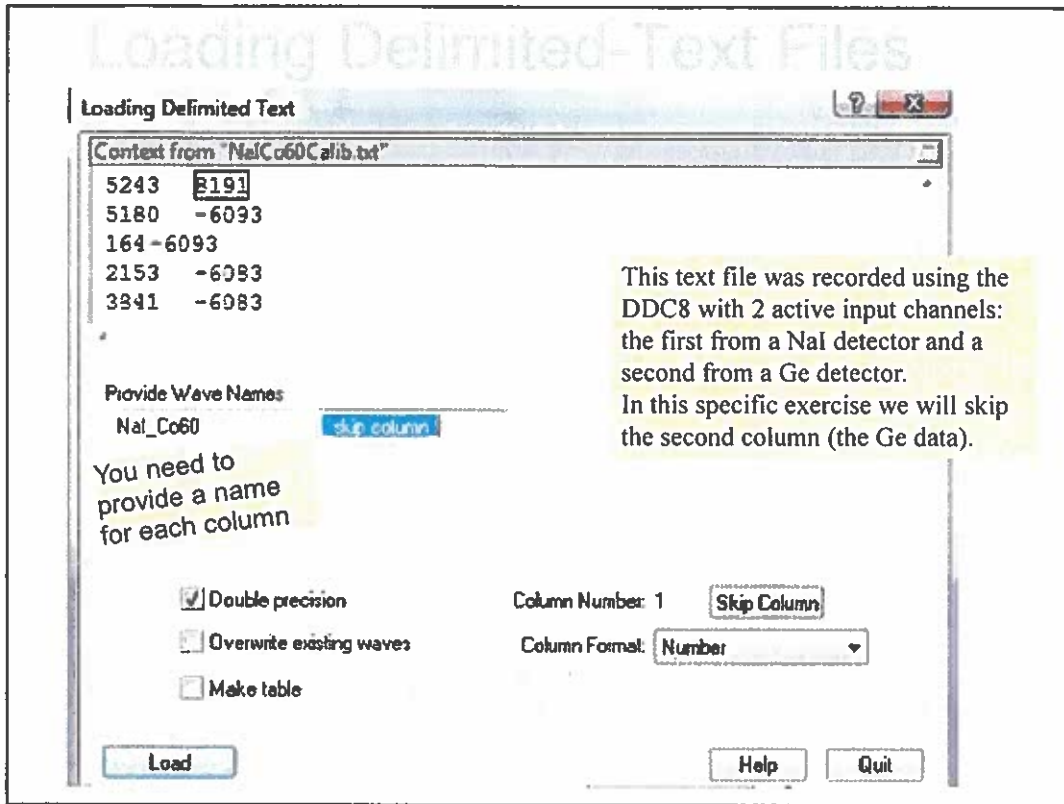 Loading Delimited-Text Files
Loading Delimited Text
Context from "NaICo60Calib.txt"
5243 8191
5180 -6093
164 -6093
2153 -6083
3841 -6083
This text file was recorded using the
DDC8 with 2 active input channels:
the first from a NaI detector and a
second from a Ge detector.
In this specific exercise we will skip
the second column (the Ge data).
Provide Wave Names
NaI_Co60 skip column
You need to
provide a name
for each column
Double precision
Column Number: 1 Skip Column
Overwrite existing waves
Column Format: Number
Make table
Load Help Quit